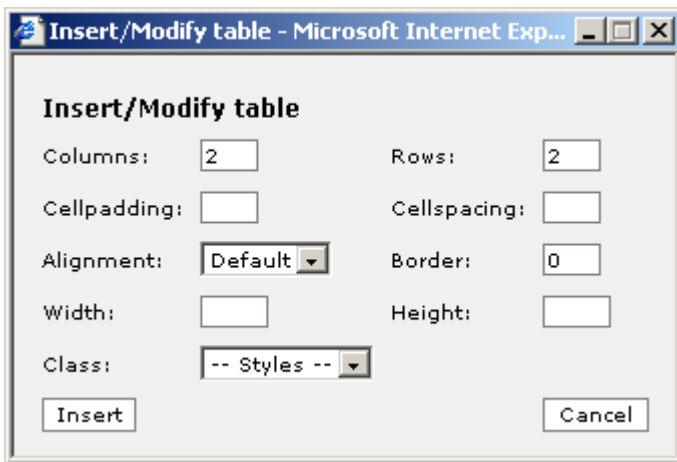 Insert/Modify table - Microsoft Internet Exp...
Insert/Modify table
Columns: 2 Rows: 2
Cellpadding: Cellspacing:
Alignment: Default Border: 0
Width: Height:
Class: -- Styles --
Insert Cancel